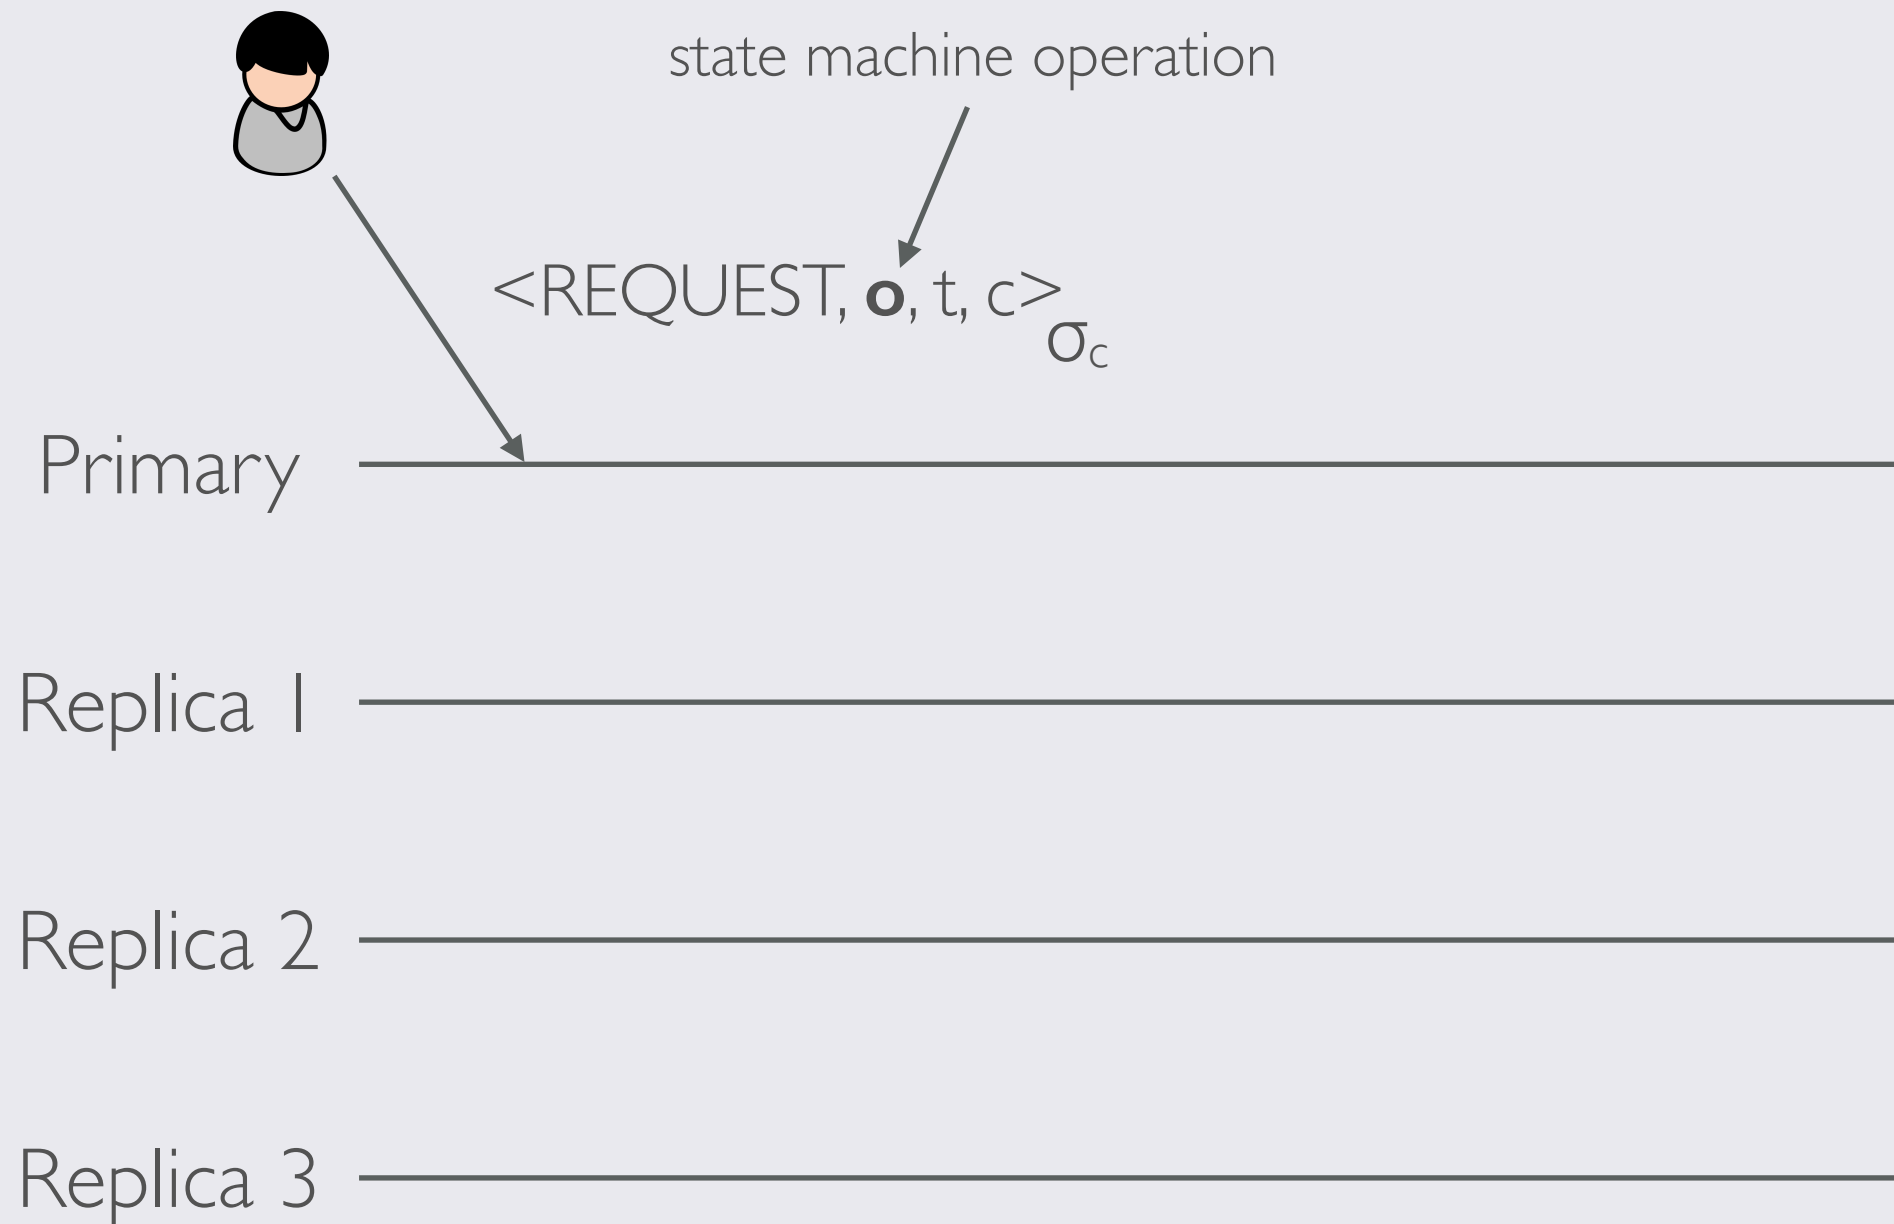 state machine operation
<REQUEST, o, t, c>σc
Primary
Replica 1
Replica 2
Replica 3